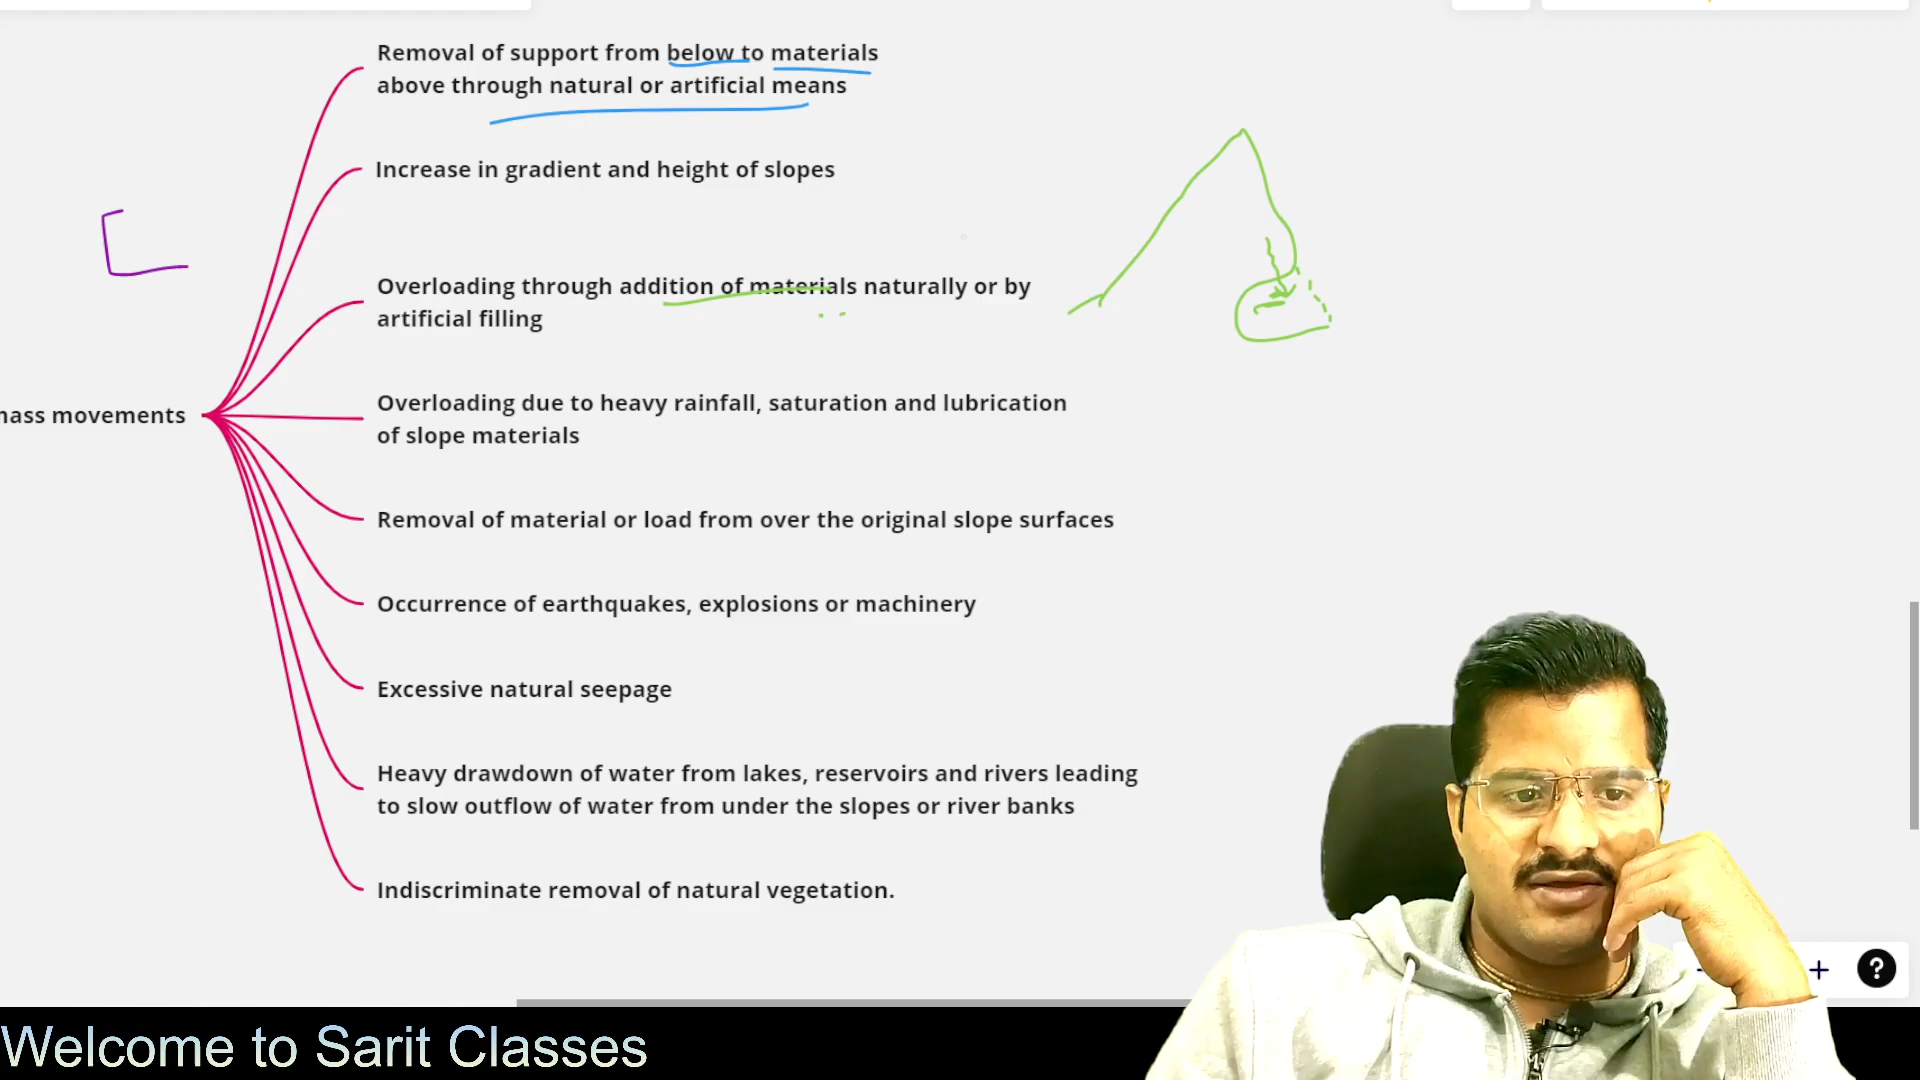 Removal of support from below to materials
above through natural or artificial means
Increase in gradient and height of slopes
Overloading through addition of materials naturally or by
artificial filling
Overloading due to heavy rainfall, saturation and lubrication
of slope materials
mass movements
Removal of material or load from over the original slope surfaces
Occurrence of earthquakes, explosions or machinery
Excessive natural seepage
Heavy drawdown of water from lakes, reservoirs and rivers leading
to slow outflow of water from under the slopes or river banks
Indiscriminate removal of natural vegetation.
+ ?
Welcome to Sarit Classes